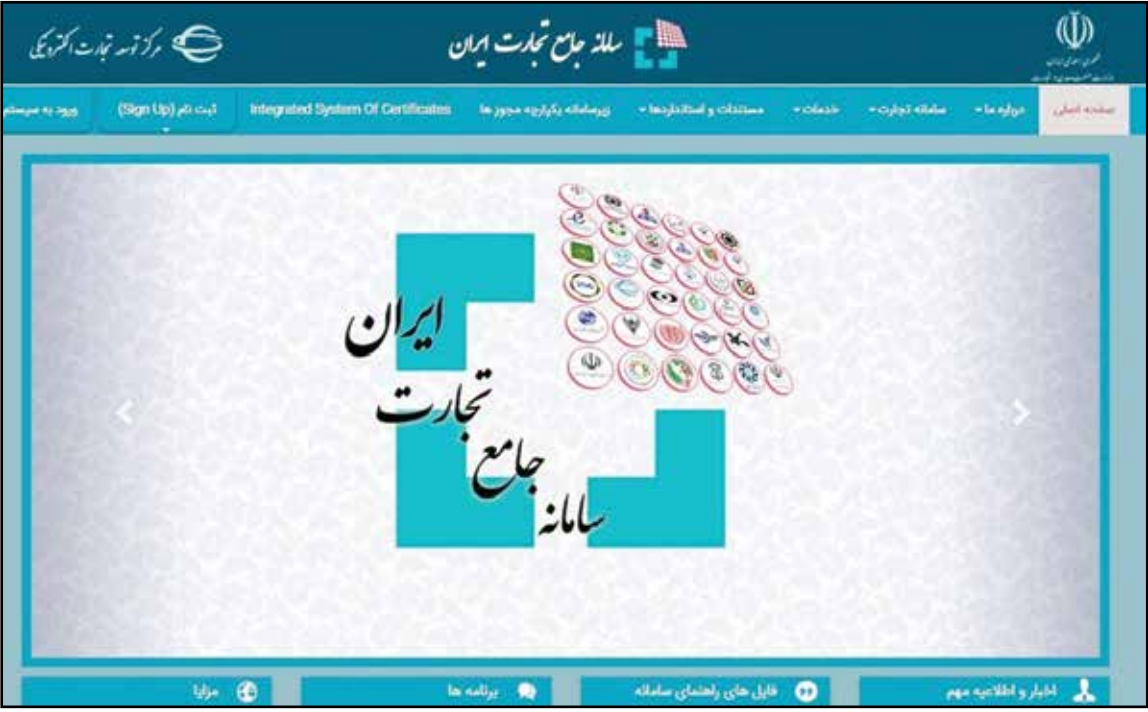 سامانه جامع تجارت ایران
مرکز توسعه تجارت الکترونیکی
صفحه اصلی
درباره ما
سامانه تجارت
خدمات
مستندات و استانداردها
زیرسامانه یکپارچه مجوز ها
Integrated System Of Certificates
ثبت نام (Sign Up)
ورود به سیستم
ایران
تجارت
جامع
سامانه
اخبار و اطلاعیه مهم
فایل های راهنمای سامانه
برنامه ها
مزایا